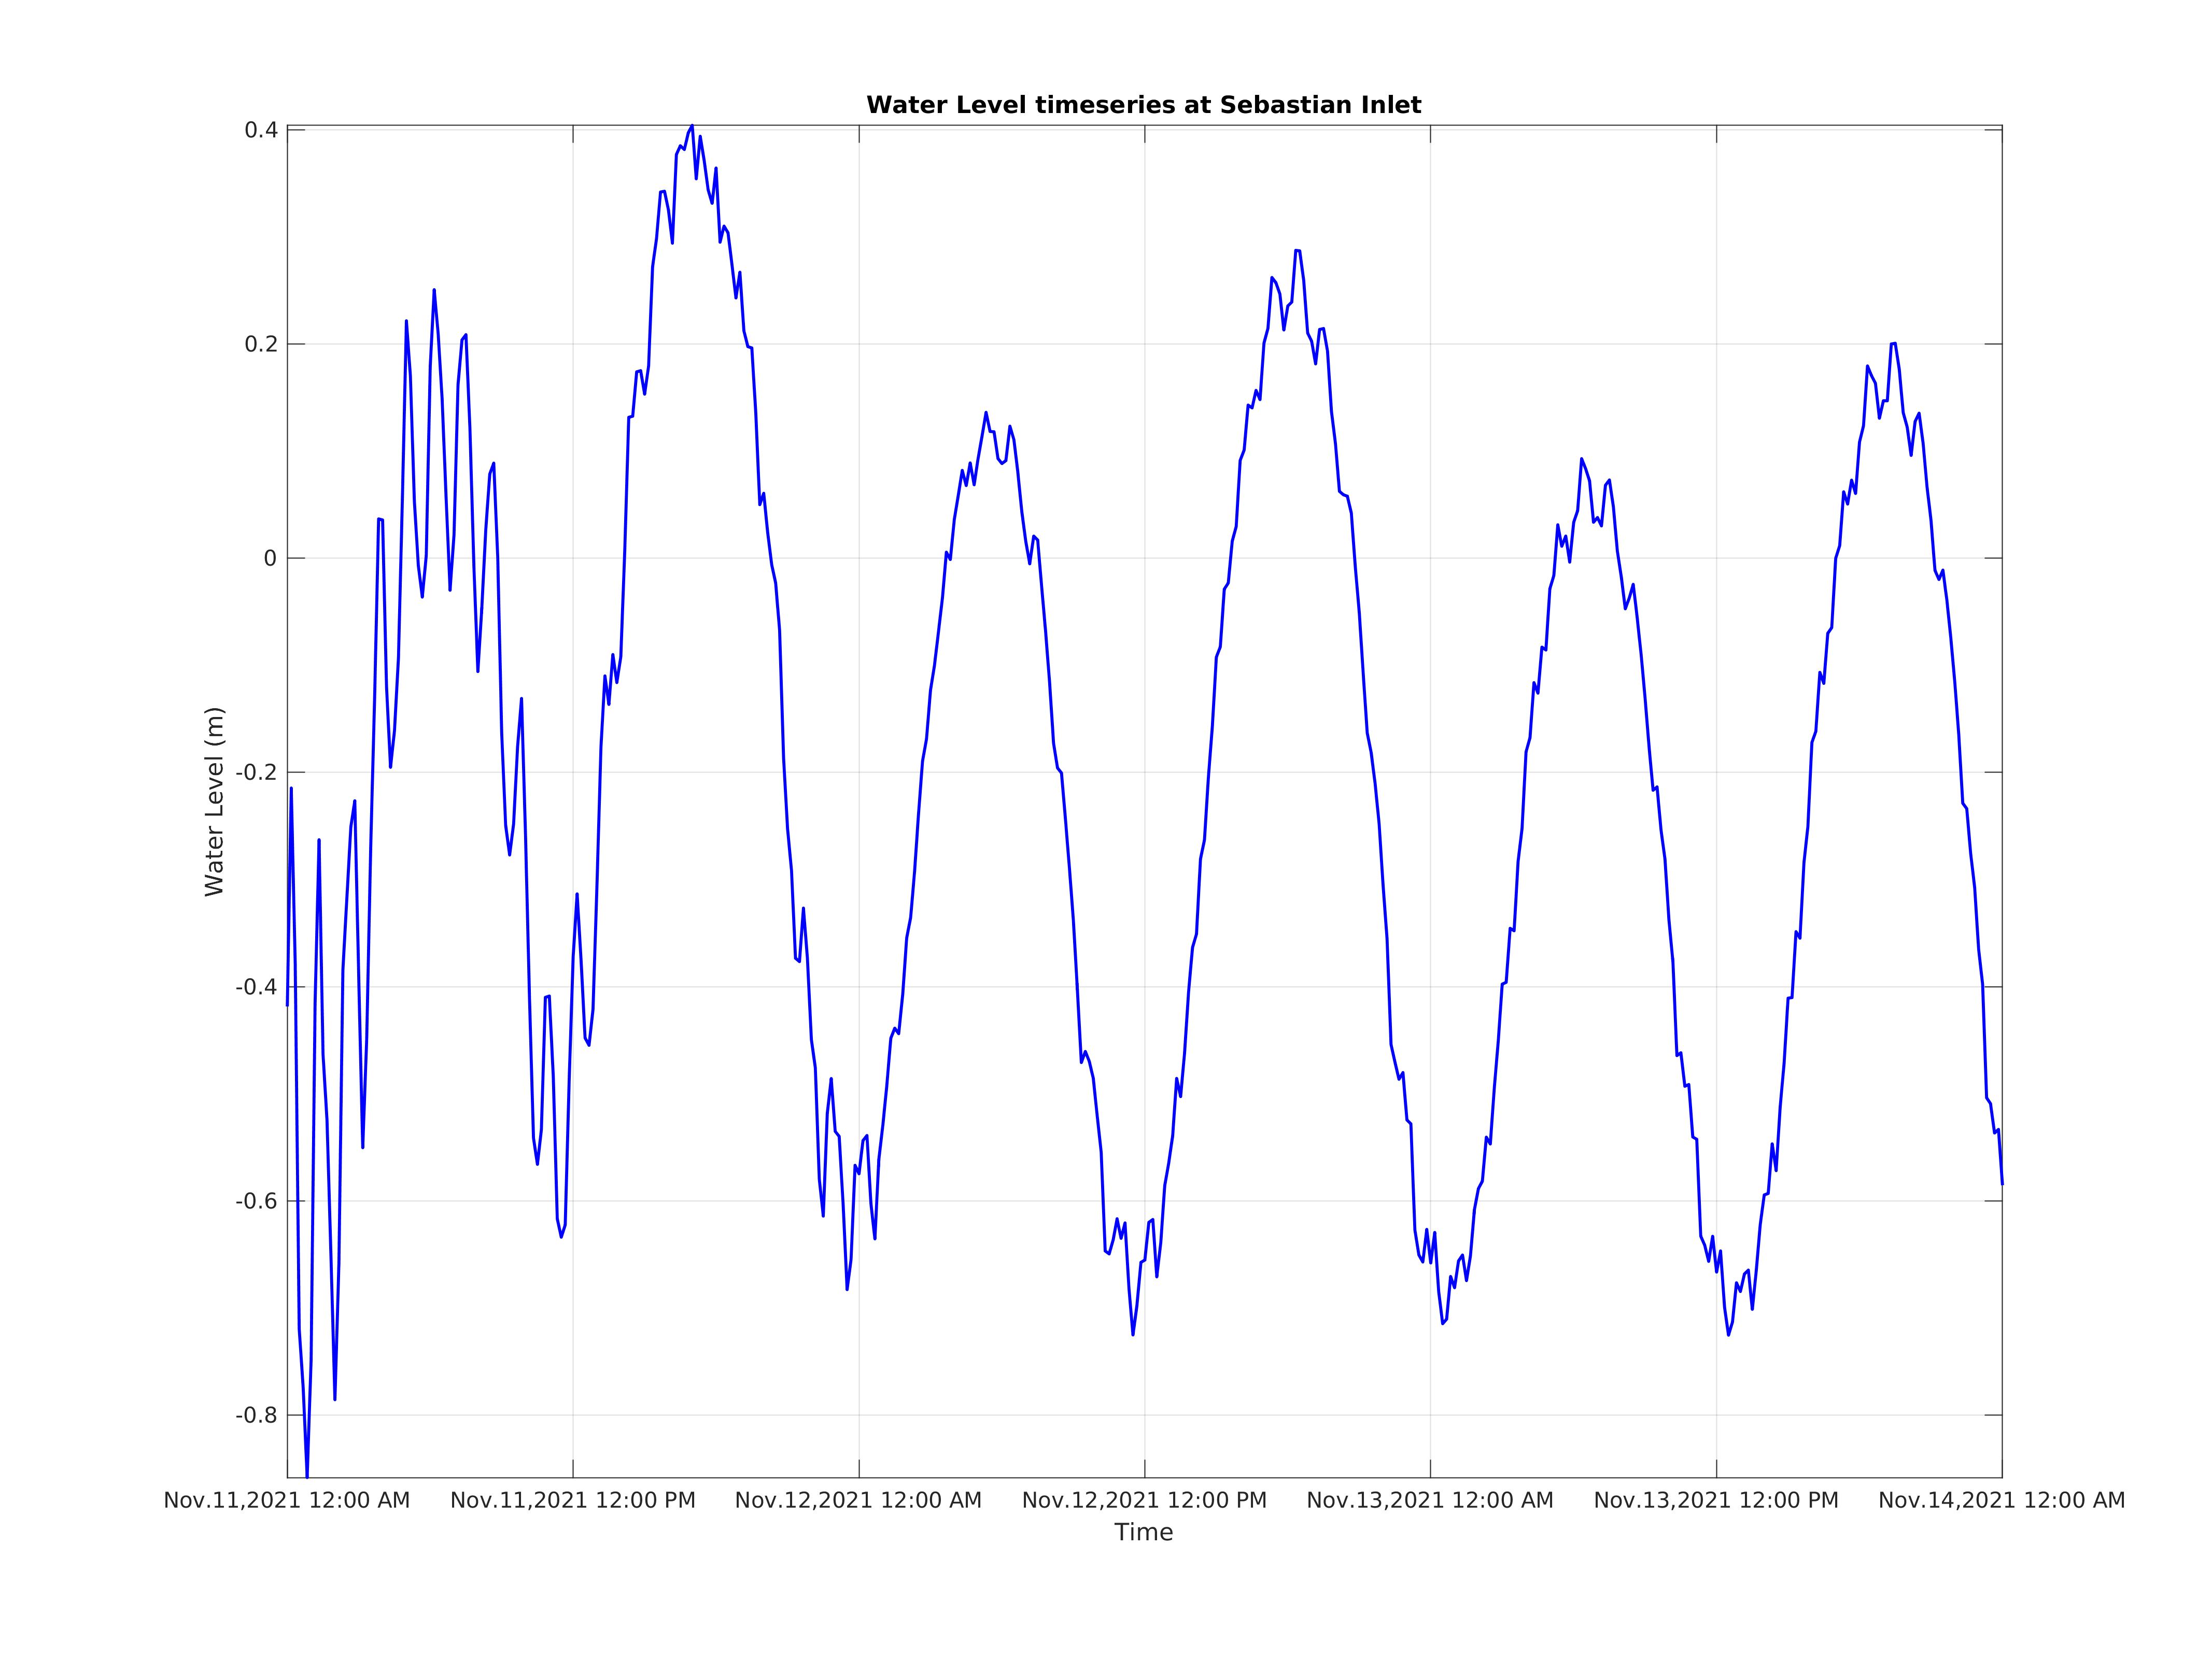 Water Level timeseries at Sebastian Inlet
0.4
0.2
0
-0.2
-0.4
-0.6
-0.8
Water Level (m)
Nov.11,2021 12:00 AM Nov.11,2021 12:00 PM Nov.12,2021 12:00 AM Nov.12,2021 12:00 PM Nov.13,2021 12:00 AM Nov.13,2021 12:00 PM Nov.14,2021 12:00 AM
Time